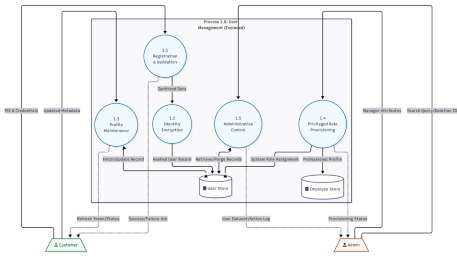 Process 1.0: User
Management (Exploded)
1.1
Registration
& Validation
PII & Credentials
Updated Metadata
Sanitized Data
Manager Attributes
Search Query/Deletion ID
1.3
Profile
Maintenance
1.2
Identity
Encryption
1.5
Administrative
Control
1.4
Privileged Role
Provisioning
Fetch/Update Record
Hashed User Record
Retrieve/Purge Records
System Role Assignment
Professional Profile
User Store
Employee Store
Refresh Token/Status
Success/Failure Ack
User Dataset/Action Log
Provisioning Status
Customer
Admin